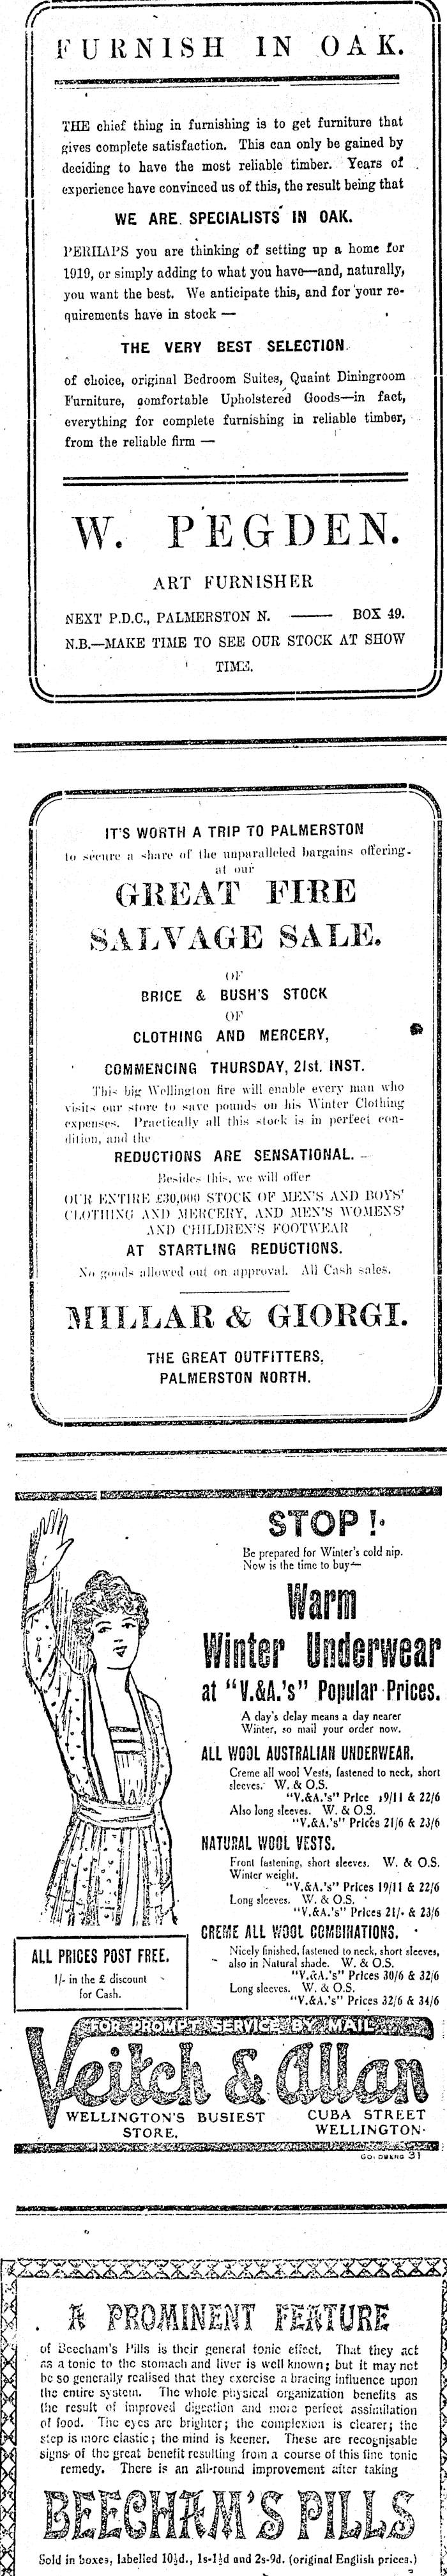 FURNISH IN OAK.
THE chief thing in furnishing is to get furniture that
gives complete satisfaction. This can only be gained by
deciding to have the most reliable timber. Years of
experience have convinced us of this, the result being that
WE ARE SPECIALISTS IN OAK.
PERHAPS you are thinking of setting up a home for
1919, or simply adding to what you have—and, naturally,
you want the best. We anticipate this, and for your re-
quirements have in stock —
THE VERY BEST SELECTION
of choice, original Bedroom Suites, Quaint Diningroom
Furniture, comfortable Upholstered Goods—in fact,
everything for complete furnishing in reliable timber,
from the reliable firm —
W. PEGDEN.
ART FURNISHER
NEXT P.D.C., PALMERSTON N. —— BOX 49.
N.B.—MAKE TIME TO SEE OUR STOCK AT SHOW
TIME.
IT'S WORTH A TRIP TO PALMERSTON
to secure a share of the unparalleled bargains offering.
at our
GREAT FIRE
SALVAGE SALE.
OF
BRICE & BUSH'S STOCK
OF
CLOTHING AND MERCERY,
COMMENCING THURSDAY, 21st. INST.
This big Wellington fire will enable every man who
visits our store to save pounds on his Winter Clothing
expenses. Practically all this stock is in perfect con-
dition, and the
REDUCTIONS ARE SENSATIONAL. –
Besides this, we will offer
OUR ENTIRE £30,000 STOCK OF MEN'S AND BOYS'
CLOTHING AND MERCERY, AND MEN'S WOMENS'
AND CHILDREN'S FOOTWEAR
AT STARTLING REDUCTIONS.
No goods allowed out on approval. All Cash sales.
MILLAR & GIORGI.
THE GREAT OUTFITTERS,
PALMERSTON NORTH.
STOP !
Be prepared for Winter's cold nip.
Now is the time to buy—
Warm
Winter Underwear
at "V.&A.'s" Popular Prices.
A day's delay means a day nearer
Winter, so mail your order now.
ALL WOOL AUSTRALIAN UNDERWEAR.
Creme all wool Vests, fastened to neck, short
sleeves. W. & O.S.
"V.&A.'s" Price 19/11 & 22/6
Also long sleeves. W. & O.S.
"V.&A.'s" Prices 21/6 & 23/6
NATURAL WOOL VESTS.
Front fastening, short sleeves. W. & O.S.
Winter weight.
"V.&A.'s" Prices 19/11 & 22/6
Long sleeves. W. & O.S.
"V.&A.'s" Prices 21/- & 23/6
CREME ALL WOOL COMBINATIONS.
Nicely finished, fastened to neck, short sleeves,
also in Natural shade. W. & O.S.
"V.&A.'s" Prices 30/6 & 32/6
Long sleeves. W. & O.S.
"V.&A.'s" Prices 32/6 & 34/6
ALL PRICES POST FREE.
1/- in the £ discount
for Cash.
FOR PROMPT SERVICE BY MAIL
Veitch & Allan
WELLINGTON'S BUSIEST
STORE.
CUBA STREET
WELLINGTON.
31
A PROMINENT FEATURE
of Beecham's Pills is their general tonic effect. That they act
as a tonic to the stomach and liver is well known; but it may not
be so generally realised that they exercise a bracing influence upon
the entire system. The whole physical organization benefits as
the result of improved digestion and more perfect assimilation
of food. The eyes are brighter; the complexion is clearer; the
step is more elastic; the mind is keener. These are recognisable
signs of the great benefit resulting from a course of this fine tonic
remedy. There is an all-round improvement after taking
BEECHAM'S PILLS
Sold in boxes, labelled 10½d., 1s-1½d and 2s-9d. (original English prices.)